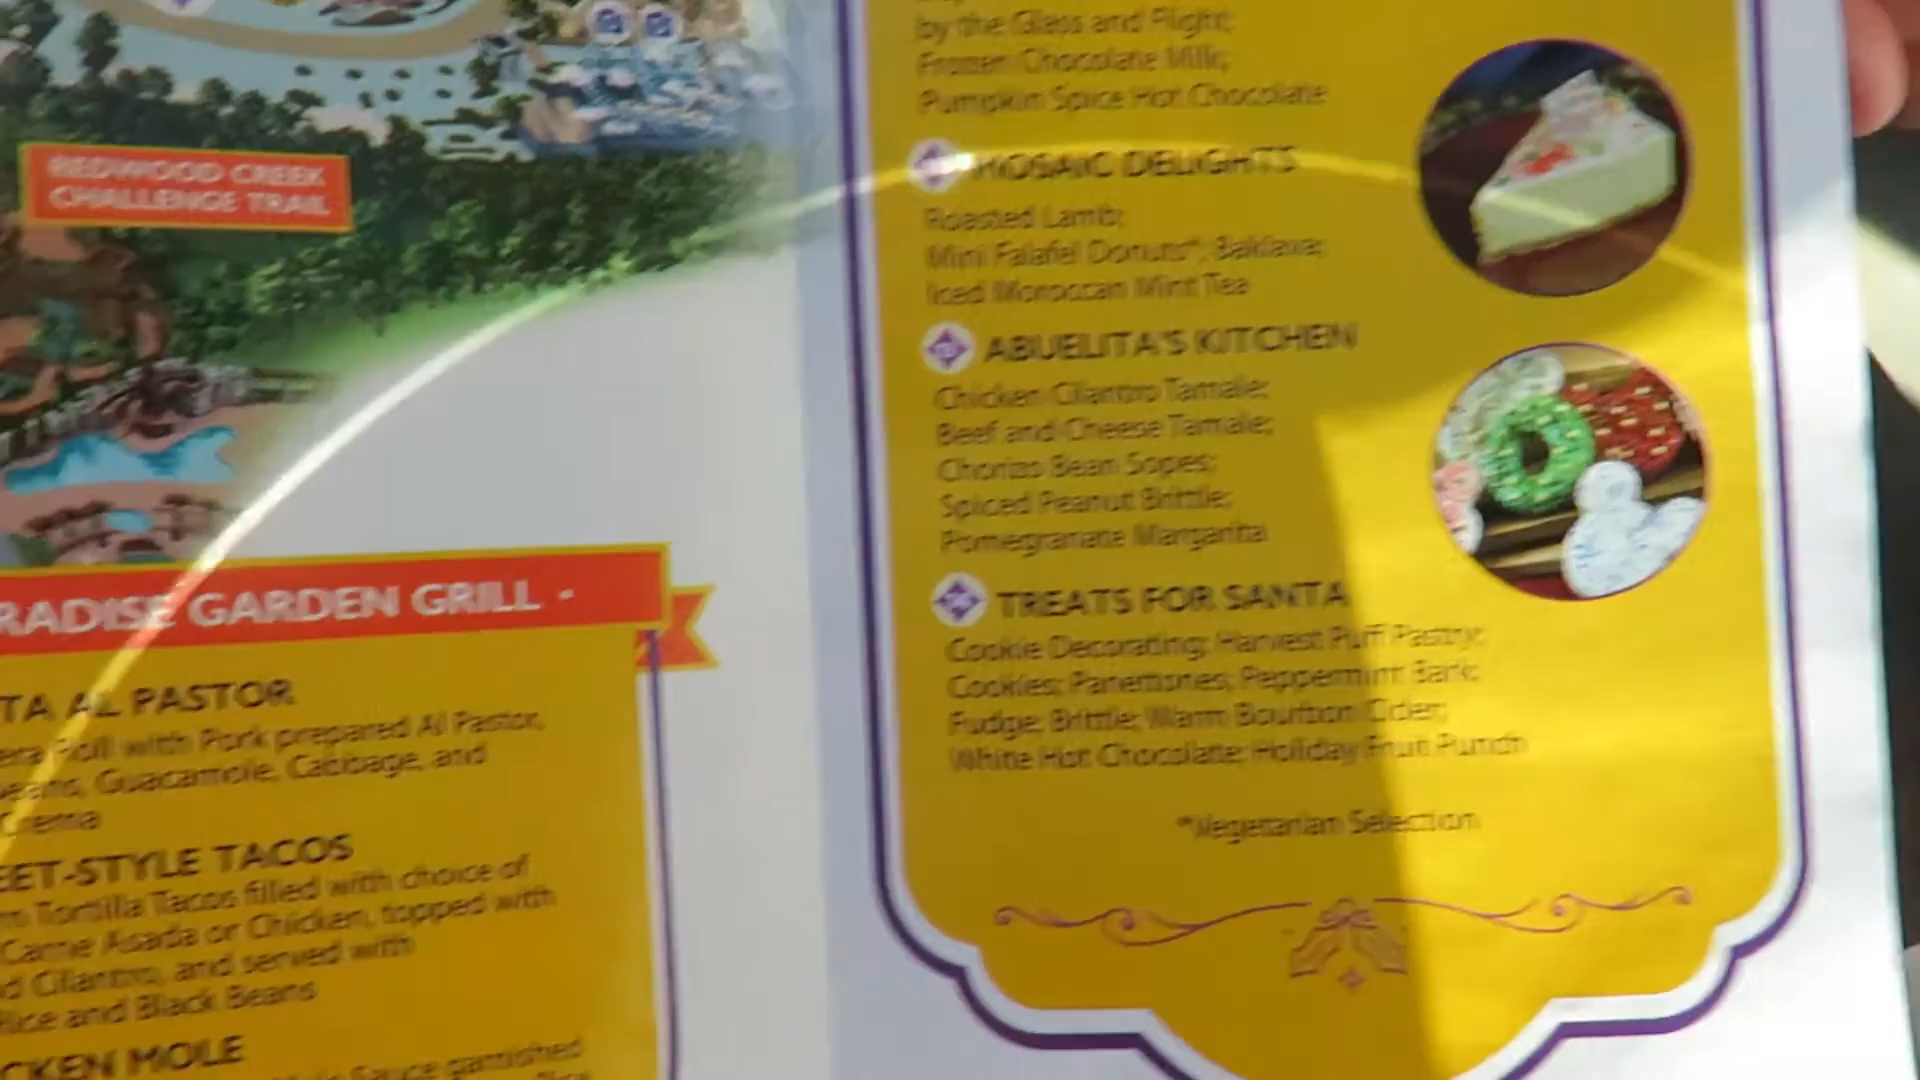 by the Glass and Flight;
Frozen Chocolate Milk;
Pumpkin Spice Hot Chocolate
MOSAIC DELIGHTS
Roasted Lamb;
Mini Falafel Donuts*; Baklava;
Iced Moroccan Mint Tea
ABUELITA'S KITCHEN
Chicken Cilantro Tamale;
Beef and Cheese Tamale;
Chorizo Bean Sopes;
Spiced Peanut Brittle;
Pomegranate Margarita
TREATS FOR SANTA
Cookie Decorating; Harvest Puff Pastry;
Cookies; Panettones; Peppermint Bark;
Fudge; Brittle; Warm Bourbon Cider;
White Hot Chocolate; Holiday Fruit Punch
*Vegetarian Selection
REDWOOD CREEK
CHALLENGE TRAIL
RADISE GARDEN GRILL -
TA AL PASTOR
era Roll with Pork prepared Al Pastor,
eans, Guacamole, Cabbage, and
Crema
EET-STYLE TACOS
Tortilla Tacos filled with choice of
Carne Asada or Chicken, topped with
d Cilantro, and served with
Rice and Black Beans
CKEN MOLE
Sauce garnished